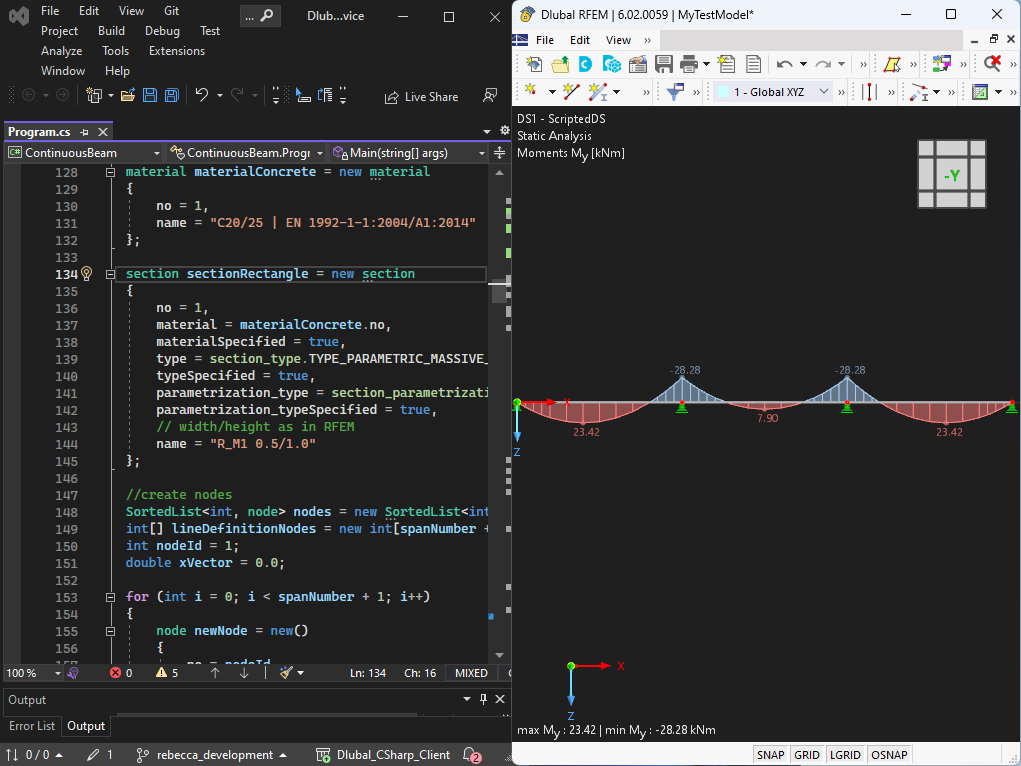 File Edit View Git
Project Build Debug Test
Analyze Tools Extensions
Window Help
...
Dlub...vice
Live Share
Program.cs
ContinuousBeam
ContinuousBeam.Progr
Main(string[] args)
128 material materialConcrete = new material
129 {
130 no = 1,
131 name = "C20/25 | EN 1992-1-1:2004/A1:2014"
132 };
133
134 section sectionRectangle = new section
135 {
136 no = 1,
137 material = materialConcrete.no,
138 materialSpecified = true,
139 type = section_type.TYPE_PARAMETRIC_MASSIVE_
140 typeSpecified = true,
141 parametrization_type = section_parametrizati
142 parametrization_typeSpecified = true,
143 // width/height as in RFEM
144 name = "R_M1 0.5/1.0"
145 };
146
147 //create nodes
148 SortedList<int, node> nodes = new SortedList<int
149 int[] lineDefinitionNodes = new int[spanNumber +
150 int nodeId = 1;
151 double xVector = 0.0;
152
153 for (int i = 0; i < spanNumber + 1; i++)
154 {
155 node newNode = new()
156 {
157 no = nodeId
100 % 0 5 Ln: 134 Ch: 16 MIXED
Output
Error List Output
0 / 0 1 rebecca_development Dlubal_CSharp_Client 2
Dlubal RFEM | 6.02.0059 | MyTestModel*
File Edit View »
1 - Global XYZ
DS1 - ScriptedDS
Static Analysis
Moments My [kNm]
-Y
-28.28 -28.28
X
7.90
23.42 23.42
Z
X
Z
max My : 23.42 | min My : -28.28 kNm
SNAP GRID LGRID OSNAP